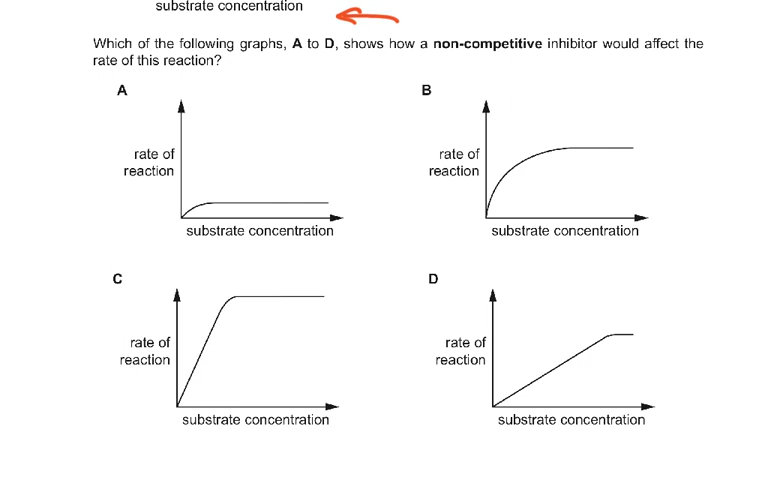 substrate concentration
Which of the following graphs, A to D, shows how a non-competitive inhibitor would affect the
rate of this reaction?
A
rate of
reaction
substrate concentration
B
rate of
reaction
substrate concentration
C
rate of
reaction
substrate concentration
D
rate of
reaction
substrate concentration